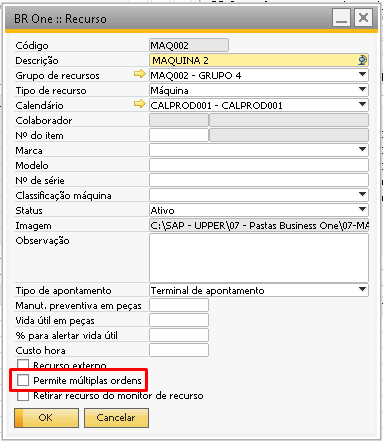 BR One :: Recurso
Código MAQ002
Descrição MAQUINA 2
Grupo de recursos MAQ002 - GRUPO 4
Tipo de recurso Máquina
Calendário CALPROD001 - CALPROD001
Colaborador
Nº do item
Marca
Modelo
Nº de série
Classificação máquina
Status Ativo
Imagem C:\SAP - UPPER\07 - Pastas Business One\07-MA
Observação
Tipo de apontamento Terminal de apontamento
Manut. preventiva em peças
Vida útil em peças
% para alertar vida útil
Custo hora
Recurso externo
Permite múltiplas ordens
Retirar recurso do monitor de recurso
OK Cancelar